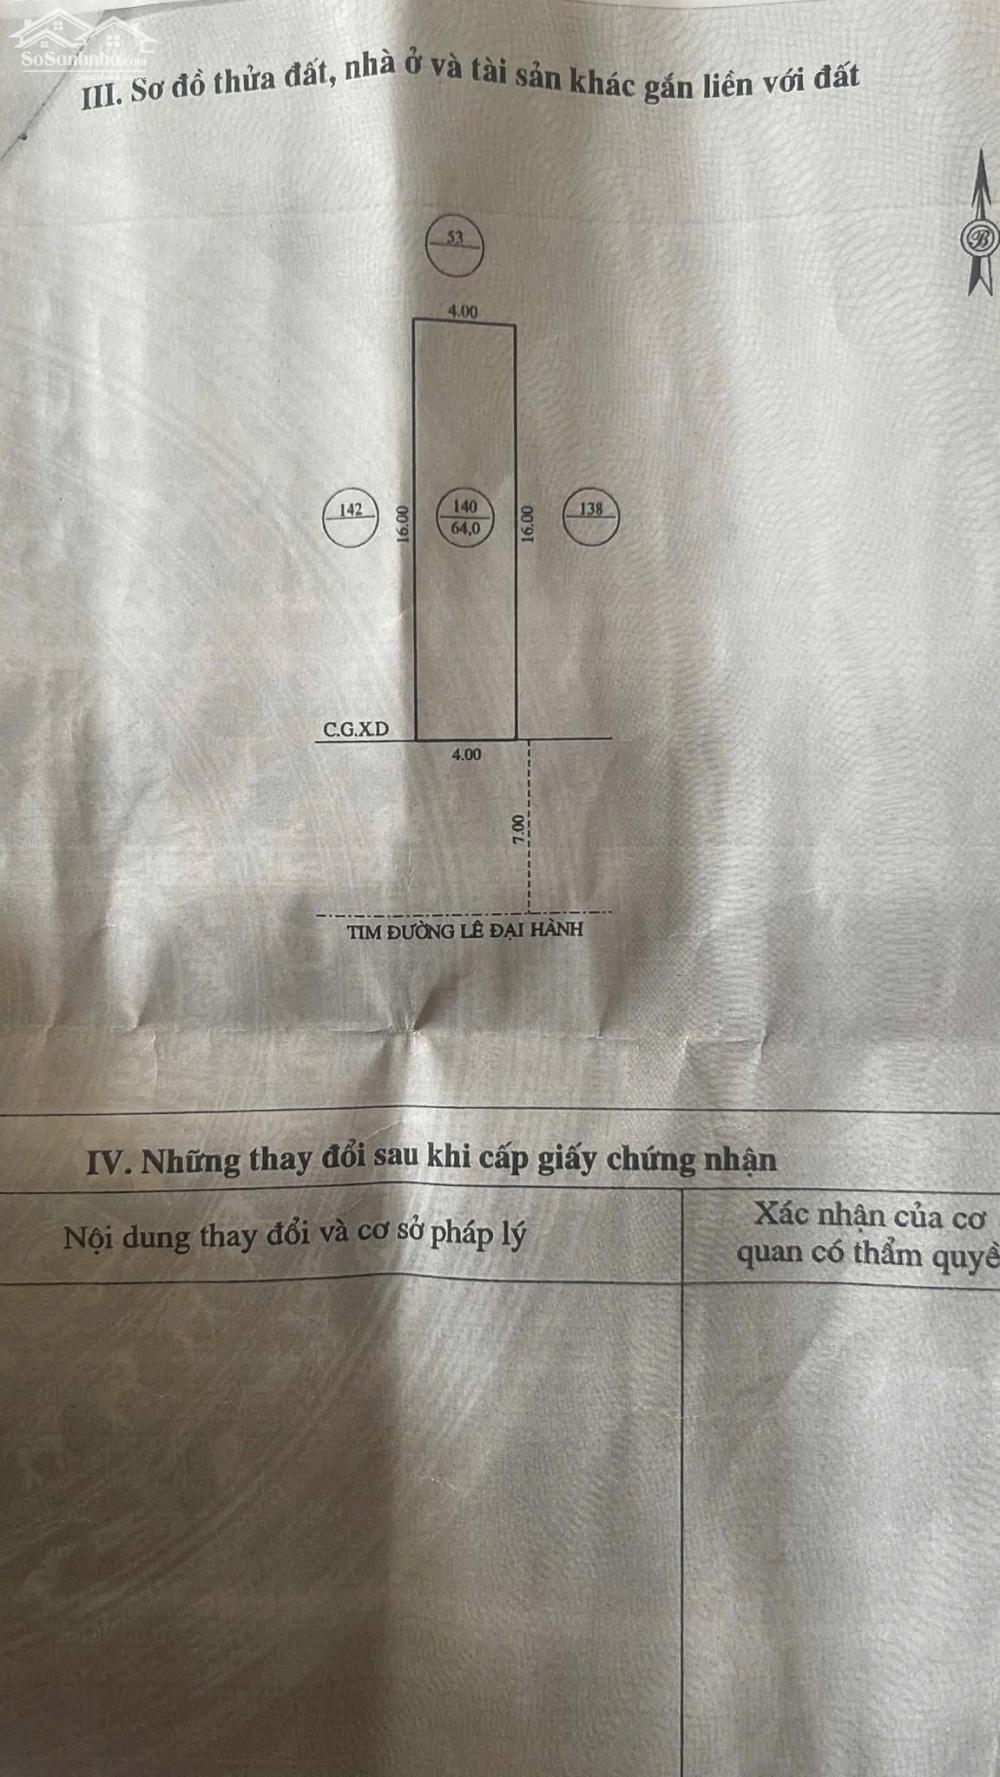 SoSanhnha.com
III. Sơ đồ thửa đất, nhà ở và tài sản khác gắn liền với đất
B
53
4.00
142
16.00
140
64,0
16.00
138
C.G.X.D
4.00
7.00
TIM ĐƯỜNG LÊ ĐẠI HÀNH
IV. Những thay đổi sau khi cấp giấy chứng nhận
Nội dung thay đổi và cơ sở pháp lý
Xác nhận của cơ
quan có thẩm quyề